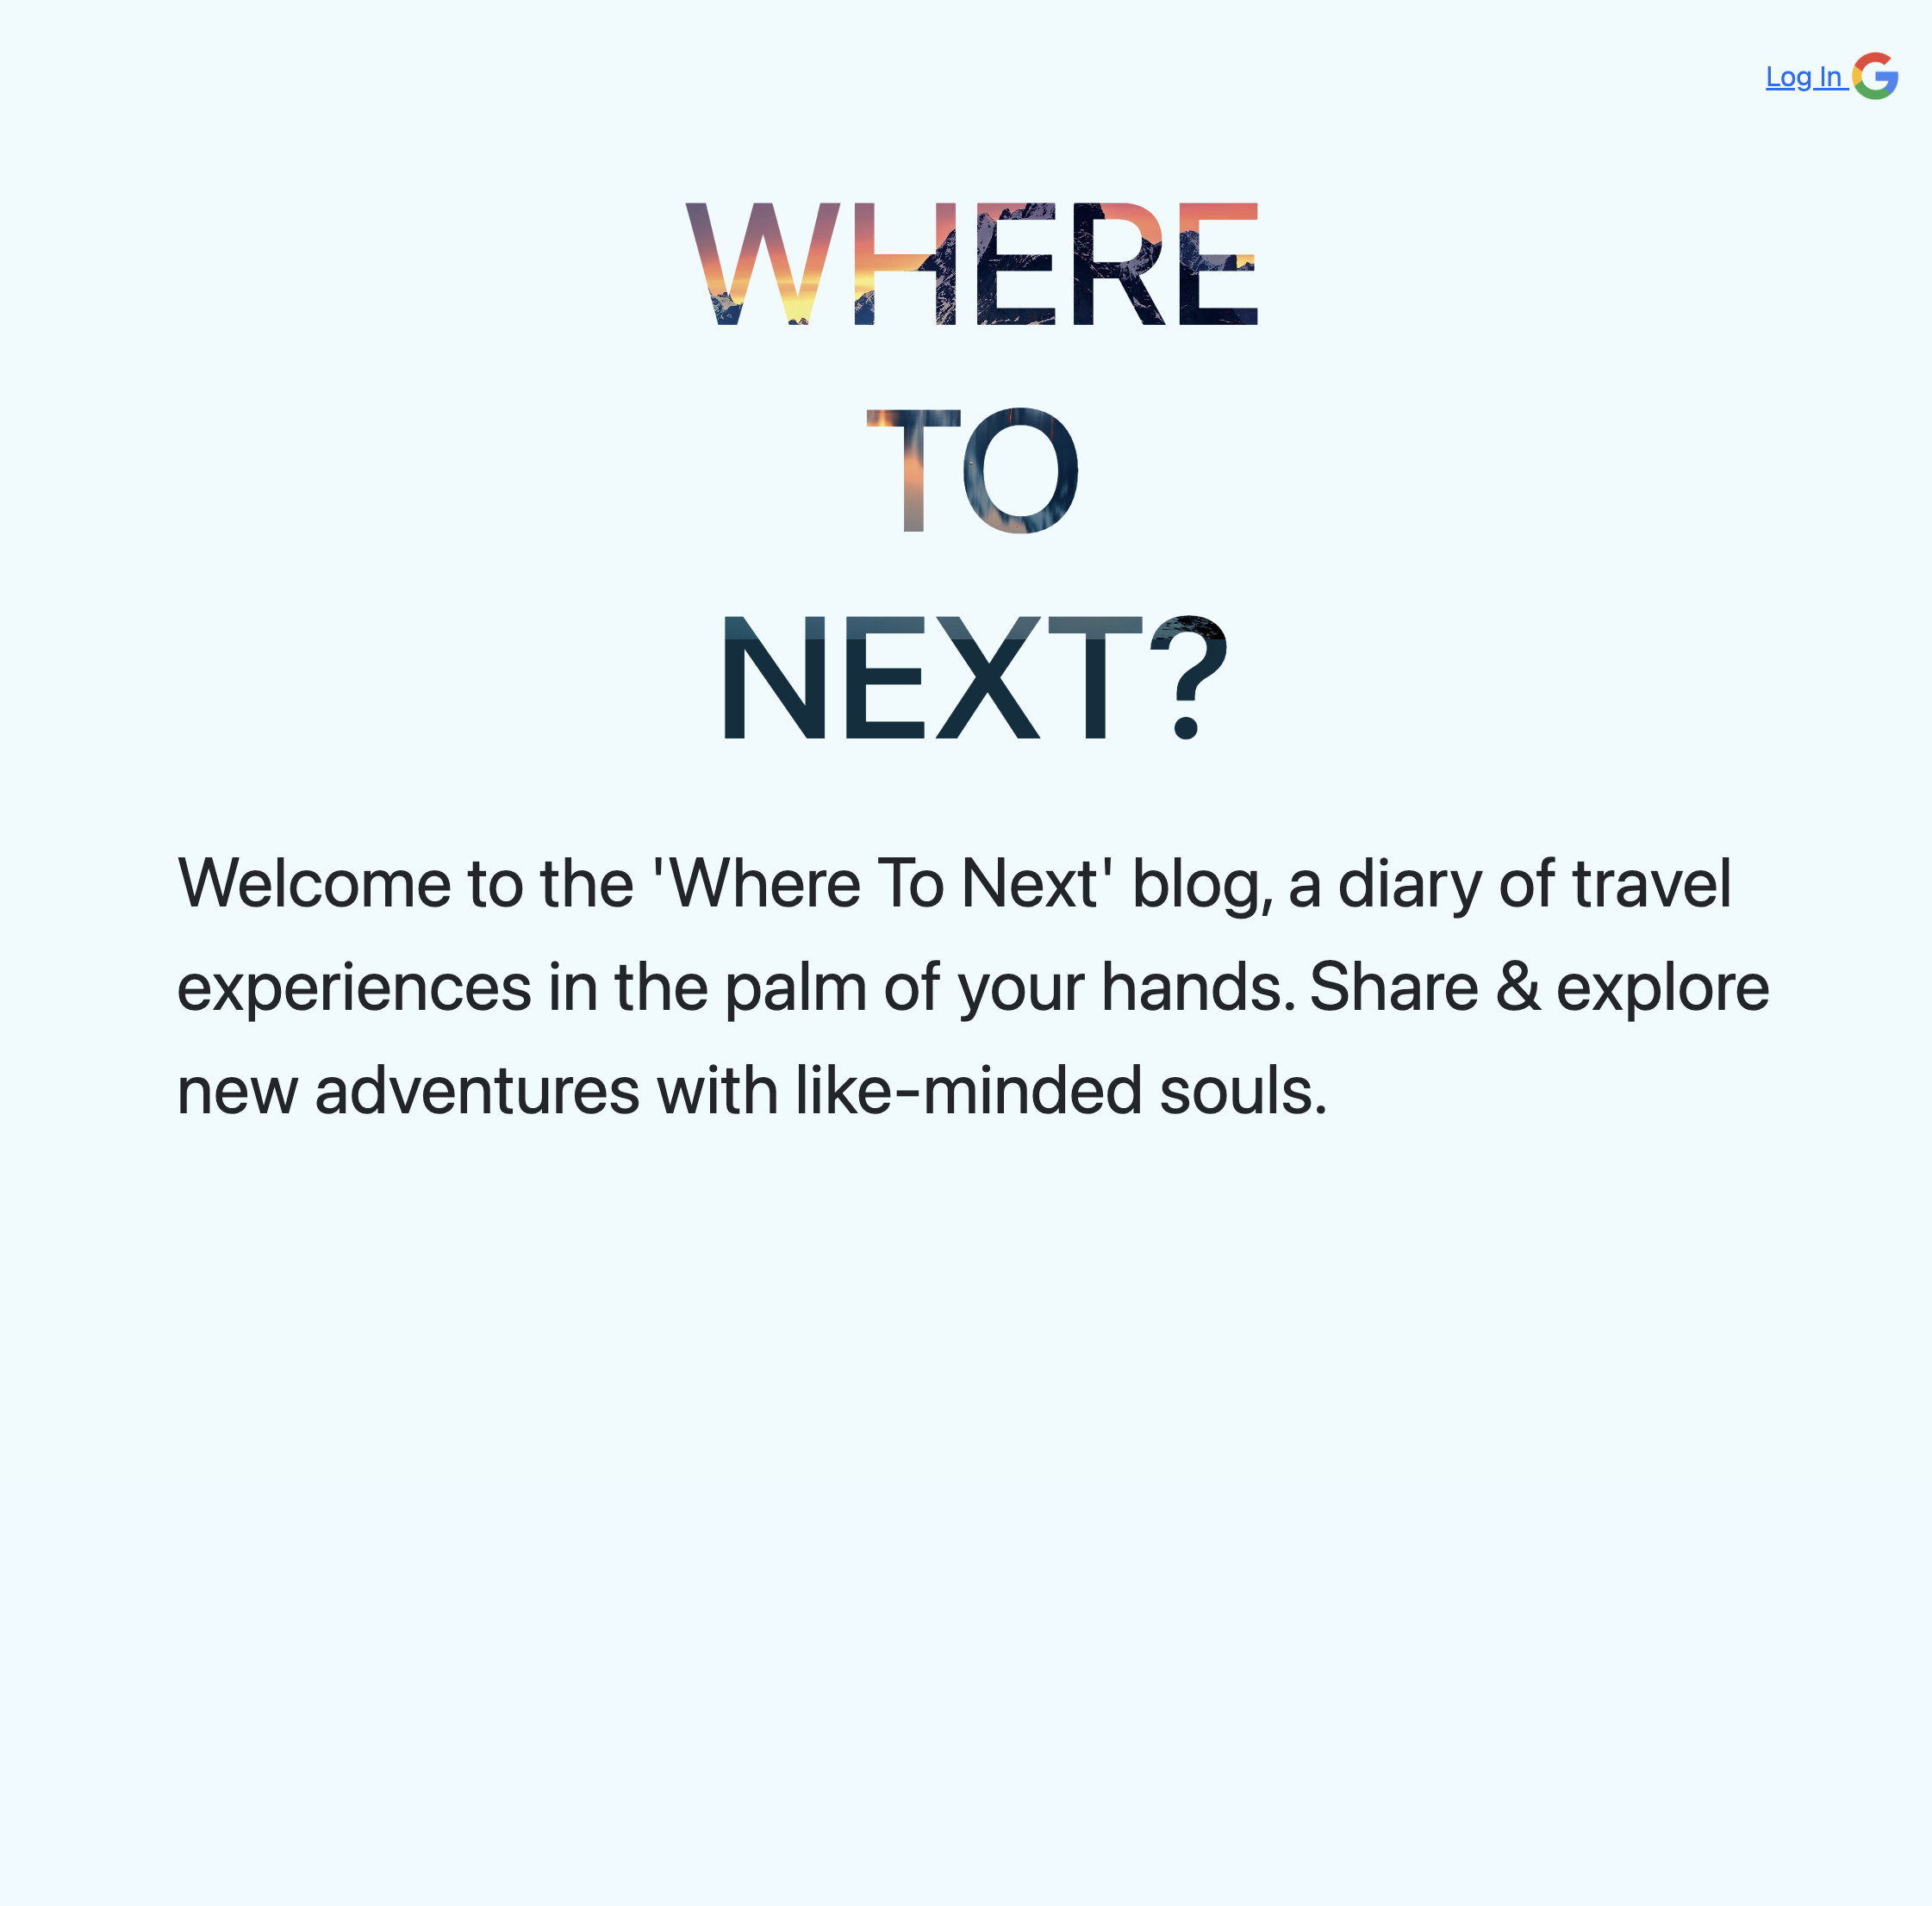 Log In
WHERE
TO
NEXT?
Welcome to the 'Where To Next' blog, a diary of travel
experiences in the palm of your hands. Share & explore
new adventures with like-minded souls.